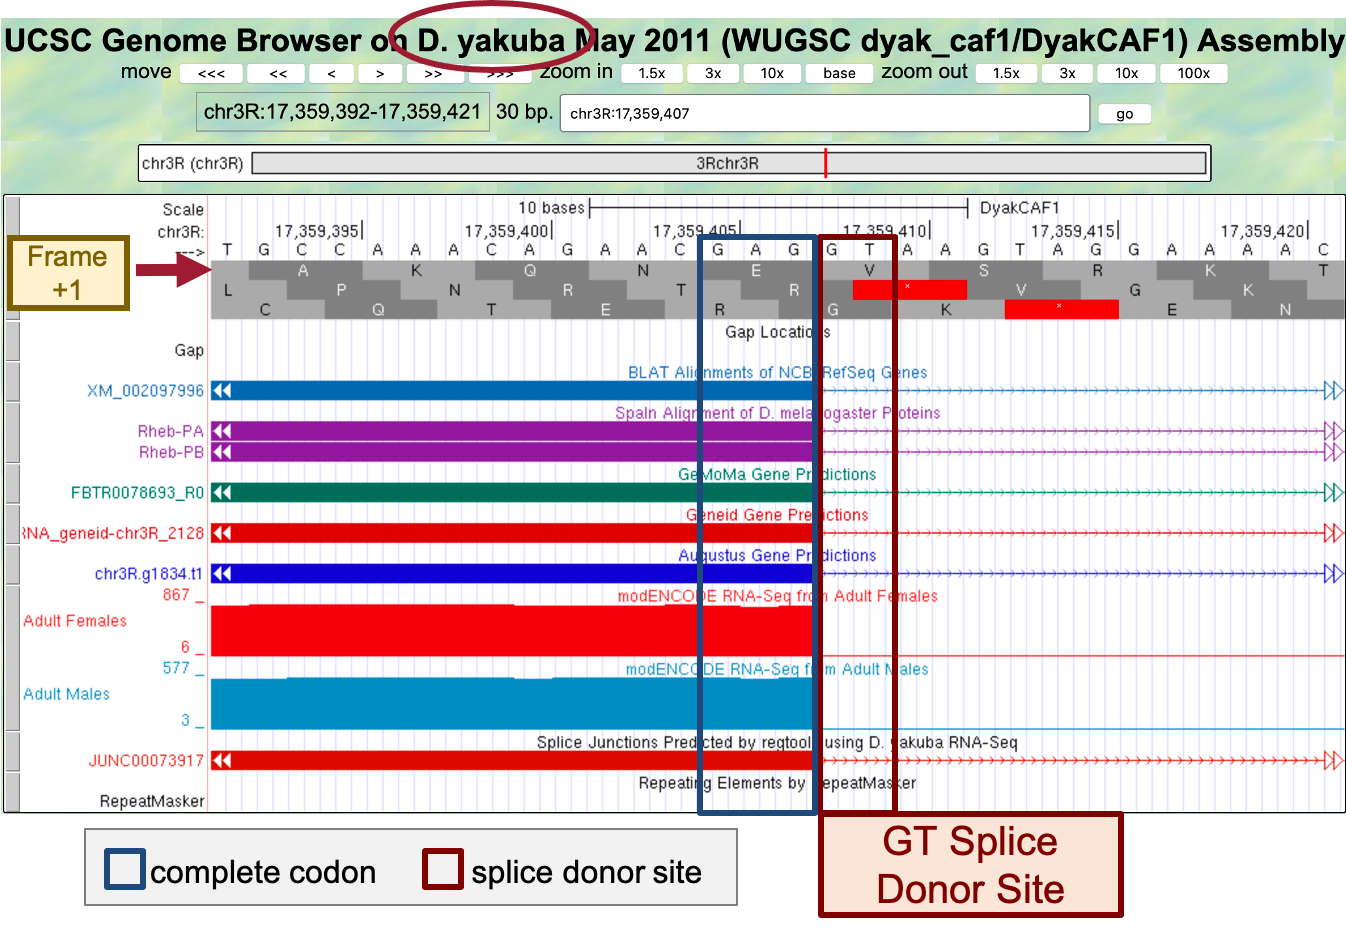 UCSC Genome Browser on D. yakuba May 2011 (WUGSC dyak_caf1/DyakCAF1) Assembly
move <<< << < > >> >>> zoom in 1.5x 3x 10x base zoom out 1.5x 3x 10x 100x
chr3R:17,359,392-17,359,421 30 bp. chr3R:17,359,407 go
chr3R (chr3R) 3Rchr3R
Scale 10 bases DyakCAF1
chr3R: 17,359,395 17,359,400 17,359,405 17,359,410 17,359,415 17,359,420
---> T G C C A A A C A G A A C G A G G T A A G T A G G A A A A C
Frame
+1
A K Q N E V S R K T
L P N R T R * V G K
C Q T E R G K * E N
Gap Locations
Gap
BLAT Alignments of NCBI RefSeq Genes
XM_002097996
Spaln Alignment of D. melanogaster Proteins
Rheb-PA
Rheb-PB
GeMoMa Gene Predictions
FBTR0078693_R0
Geneid Gene Predictions
RNA_geneid-chr3R_2128
Augustus Gene Predictions
chr3R.g1834.t1
modENCODE RNA-Seq from Adult Females
867 _
Adult Females
6 _
modENCODE RNA-Seq from Adult Males
577 _
Adult Males
3 _
Splice Junctions Predicted by regtools using D. yakuba RNA-Seq
JUNC00073917
Repeating Elements by RepeatMasker
RepeatMasker
complete codon
splice donor site
GT Splice
Donor Site